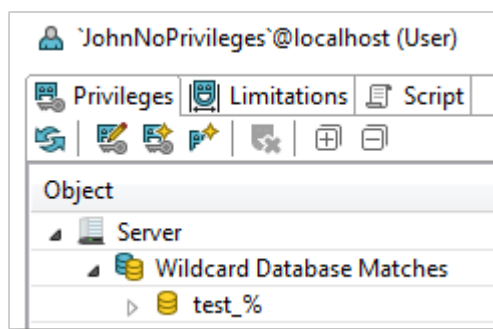 `JohnNoPrivileges`@localhost (User)
Privileges Limitations Script
Object
Server
Wildcard Database Matches
test_%